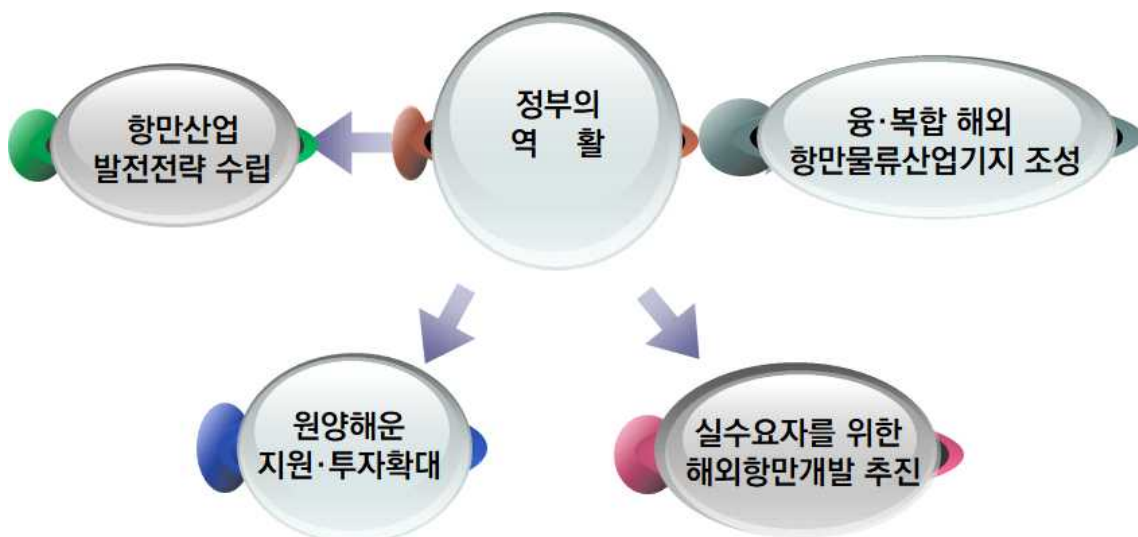 정부의
역 활
항만산업
발전전략 수립
융·복합 해외
항만물류산업기지 조성
원양해운
지원·투자확대
실수요자를 위한
해외항만개발 추진